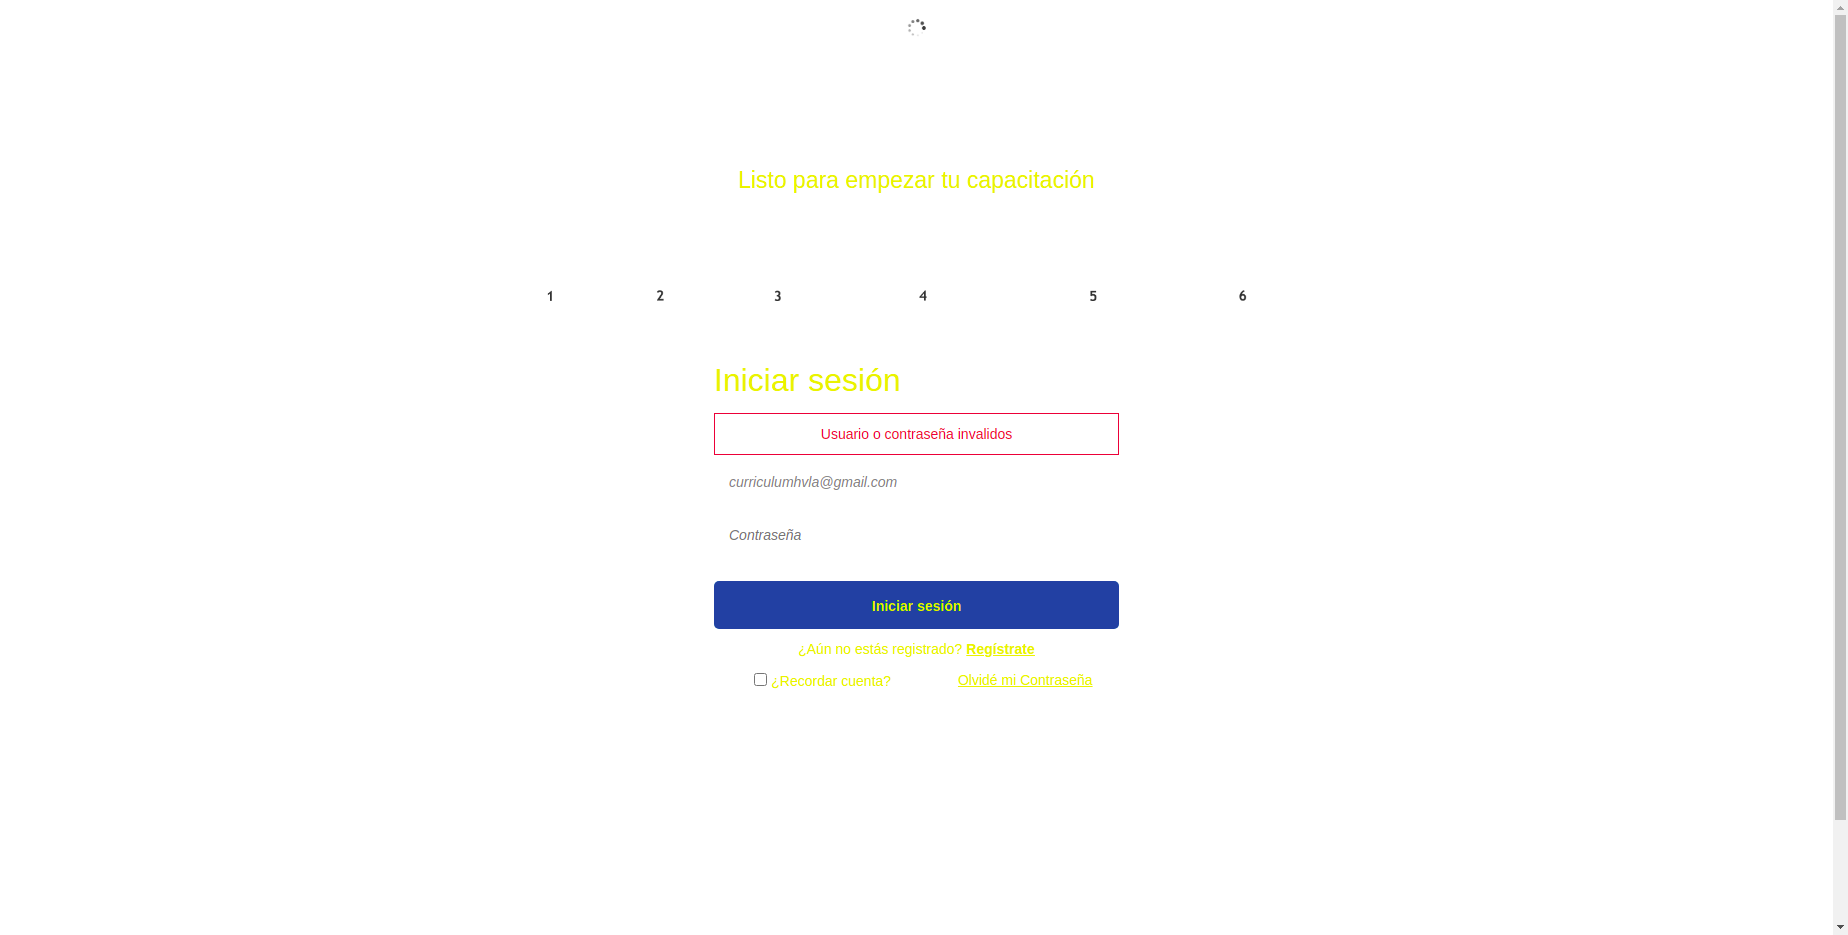 Listo para empezar tu capacitación
1 2 3 4 5 6
Iniciar sesión
Usuario o contraseña invalidos
curriculumhvla@gmail.com
Contraseña
Iniciar sesión
¿Aún no estás registrado? Regístrate
¿Recordar cuenta? Olvidé mi Contraseña